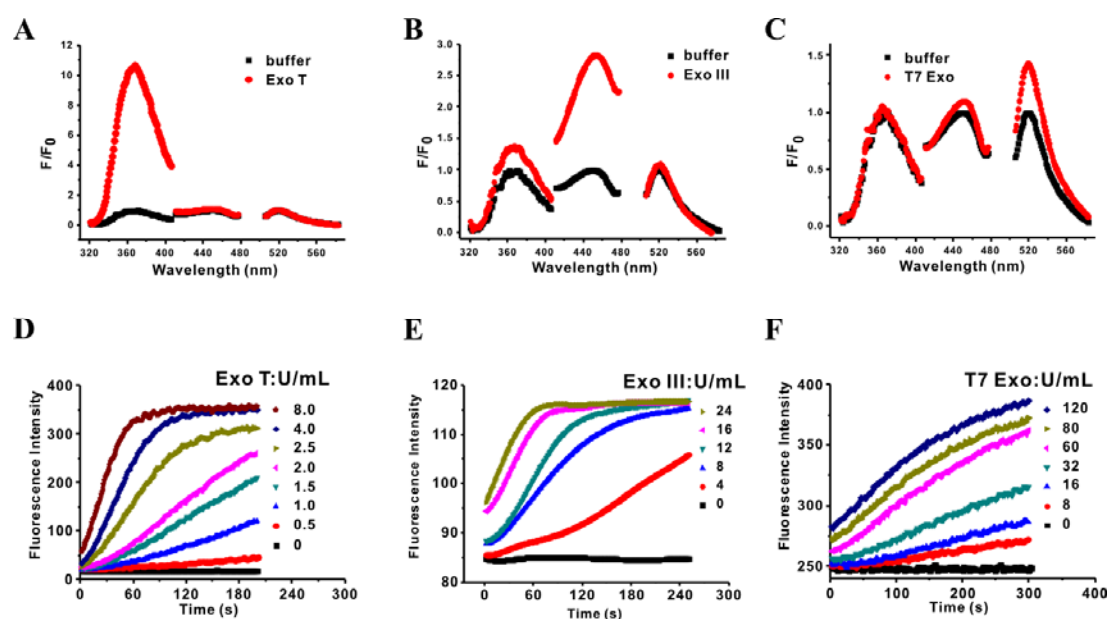 A
buffer
Exo T
12
10
8
6
4
2
0
F/F0
320 360 400 440 480 520 560
Wavelength (nm)
B
buffer
Exo III
3.0
2.5
2.0
1.5
1.0
0.5
0.0
F/F0
320 360 400 440 480 520 560
Wavelength (nm)
C
buffer
T7 Exo
1.5
1.0
0.5
0.0
F/F0
320 360 400 440 480 520 560
Wavelength (nm)
D
Exo T:U/mL
8.0
4.0
2.5
2.0
1.5
1.0
0.5
0
400
300
200
100
0
Fluorescence Intensity
0 60 120 180 240 300
Time (s)
E
Exo III:U/mL
24
16
12
8
4
0
120
110
100
90
80
Fluorescence Intensity
0 60 120 180 240 300
Time (s)
F
T7 Exo:U/mL
120
80
60
32
16
8
0
400
350
300
250
Fluorescence Intensity
0 100 200 300 400
Time (s)